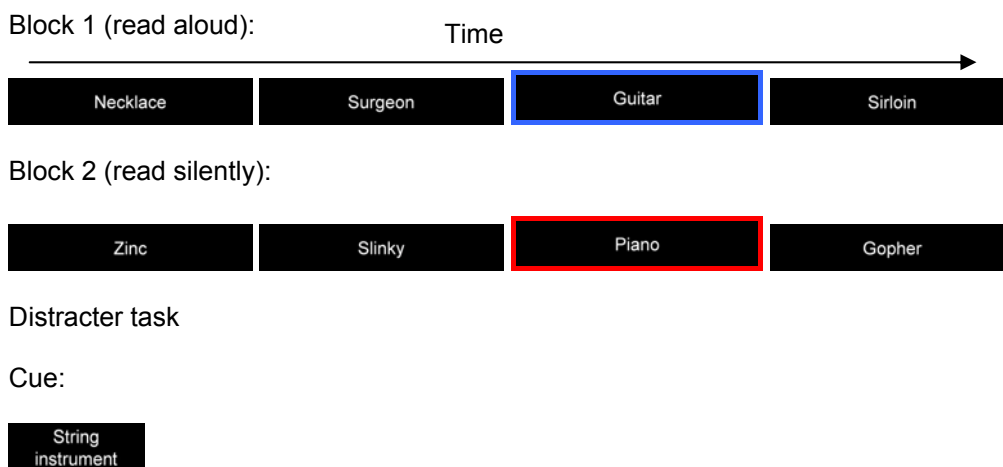 Block 1 (read aloud):
Time
Necklace Surgeon Guitar Sirloin
Block 2 (read silently):
Zinc Slinky Piano Gopher
Distracter task
Cue:
String
instrument